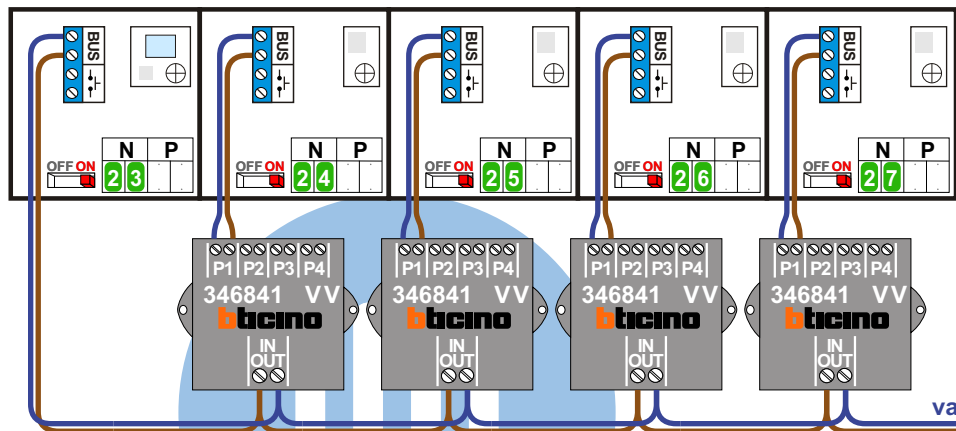 BUS BUS BUS BUS BUS
N P N P N P N P N P
OFF ON OFF ON OFF ON OFF ON OFF ON
2 3 2 4 2 5 2 6 2 7
P1 P2 P3 P4 P1 P2 P3 P4 P1 P2 P3 P4 P1 P2 P3 P4
346841 VV 346841 VV 346841 VV 346841 VV
bticino bticino bticino bticino
IN IN IN IN
OUT OUT OUT OUT
va